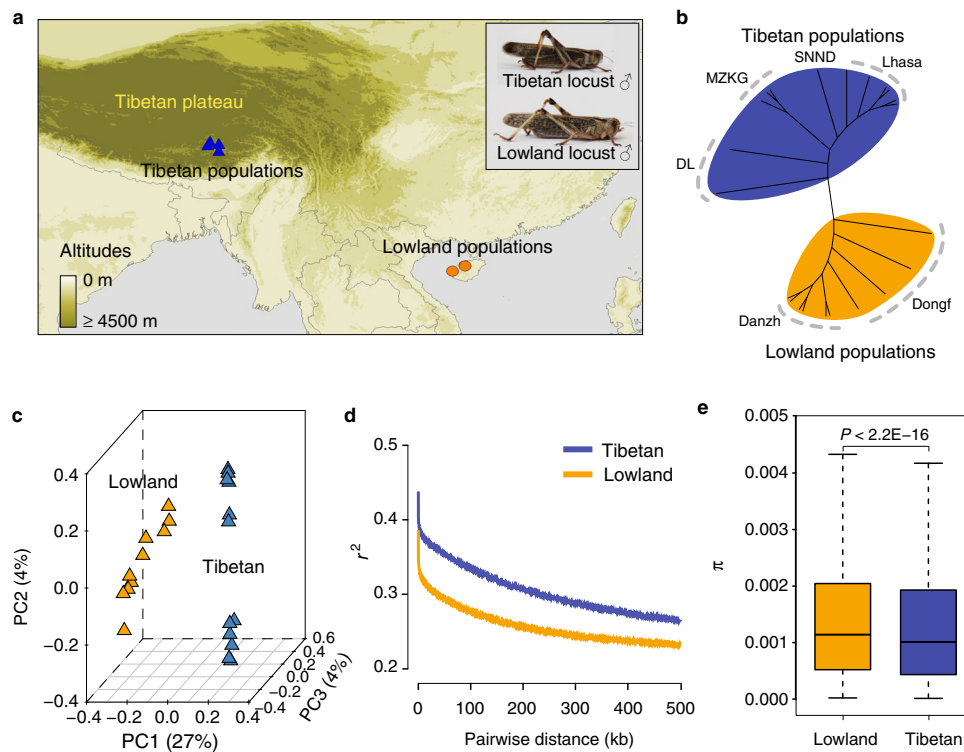 a
Tibetan plateau
Tibetan populations
Tibetan locust ♂
Lowland locust ♂
Lowland populations
Altitudes
0 m
≥ 4500 m
b
Tibetan populations
SNND
Lhasa
MZKG
DL
Danzh
Dongf
Lowland populations
c
Lowland
Tibetan
PC2 (4%)
0.4
0.2
0.0
−0.2
−0.4
−0.4
−0.2
0.0
0.2
0.4
PC1 (27%)
−0.4
−0.2
0.0
0.2
0.4
0.6
PC3 (4%)
d
Tibetan
Lowland
r²
0.5
0.4
0.3
0.2
0
100
200
300
400
500
Pairwise distance (kb)
e
P < 2.2E−16
π
0.005
0.004
0.003
0.002
0.001
0.000
Lowland
Tibetan